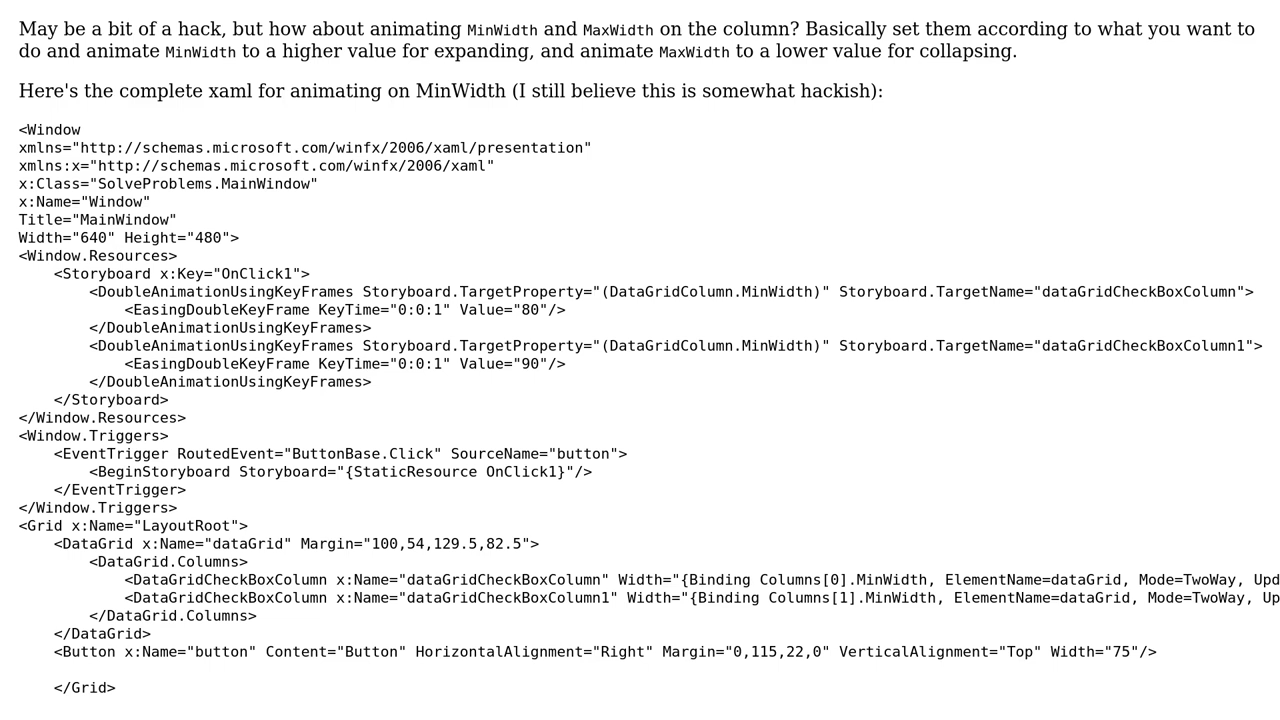 May be a bit of a hack, but how about animating MinWidth and MaxWidth on the column? Basically set them according to what you want to
do and animate MinWidth to a higher value for expanding, and animate MaxWidth to a lower value for collapsing.
Here's the complete xaml for animating on MinWidth (I still believe this is somewhat hackish):
<Window
xmlns="http://schemas.microsoft.com/winfx/2006/xaml/presentation"
xmlns:x="http://schemas.microsoft.com/winfx/2006/xaml"
x:Class="SolveProblems.MainWindow"
x:Name="Window"
Title="MainWindow"
Width="640" Height="480">
<Window.Resources>
    <Storyboard x:Key="OnClick1">
        <DoubleAnimationUsingKeyFrames Storyboard.TargetProperty="(DataGridColumn.MinWidth)" Storyboard.TargetName="dataGridCheckBoxColumn">
            <EasingDoubleKeyFrame KeyTime="0:0:1" Value="80"/>
        </DoubleAnimationUsingKeyFrames>
        <DoubleAnimationUsingKeyFrames Storyboard.TargetProperty="(DataGridColumn.MinWidth)" Storyboard.TargetName="dataGridCheckBoxColumn1">
            <EasingDoubleKeyFrame KeyTime="0:0:1" Value="90"/>
        </DoubleAnimationUsingKeyFrames>
    </Storyboard>
</Window.Resources>
<Window.Triggers>
    <EventTrigger RoutedEvent="ButtonBase.Click" SourceName="button">
        <BeginStoryboard Storyboard="{StaticResource OnClick1}"/>
    </EventTrigger>
</Window.Triggers>
<Grid x:Name="LayoutRoot">
    <DataGrid x:Name="dataGrid" Margin="100,54,129.5,82.5">
        <DataGrid.Columns>
            <DataGridCheckBoxColumn x:Name="dataGridCheckBoxColumn" Width="{Binding Columns[0].MinWidth, ElementName=dataGrid, Mode=TwoWay, Upd
            <DataGridCheckBoxColumn x:Name="dataGridCheckBoxColumn1" Width="{Binding Columns[1].MinWidth, ElementName=dataGrid, Mode=TwoWay, Up
        </DataGrid.Columns>
    </DataGrid>
    <Button x:Name="button" Content="Button" HorizontalAlignment="Right" Margin="0,115,22,0" VerticalAlignment="Top" Width="75"/>
    </Grid>